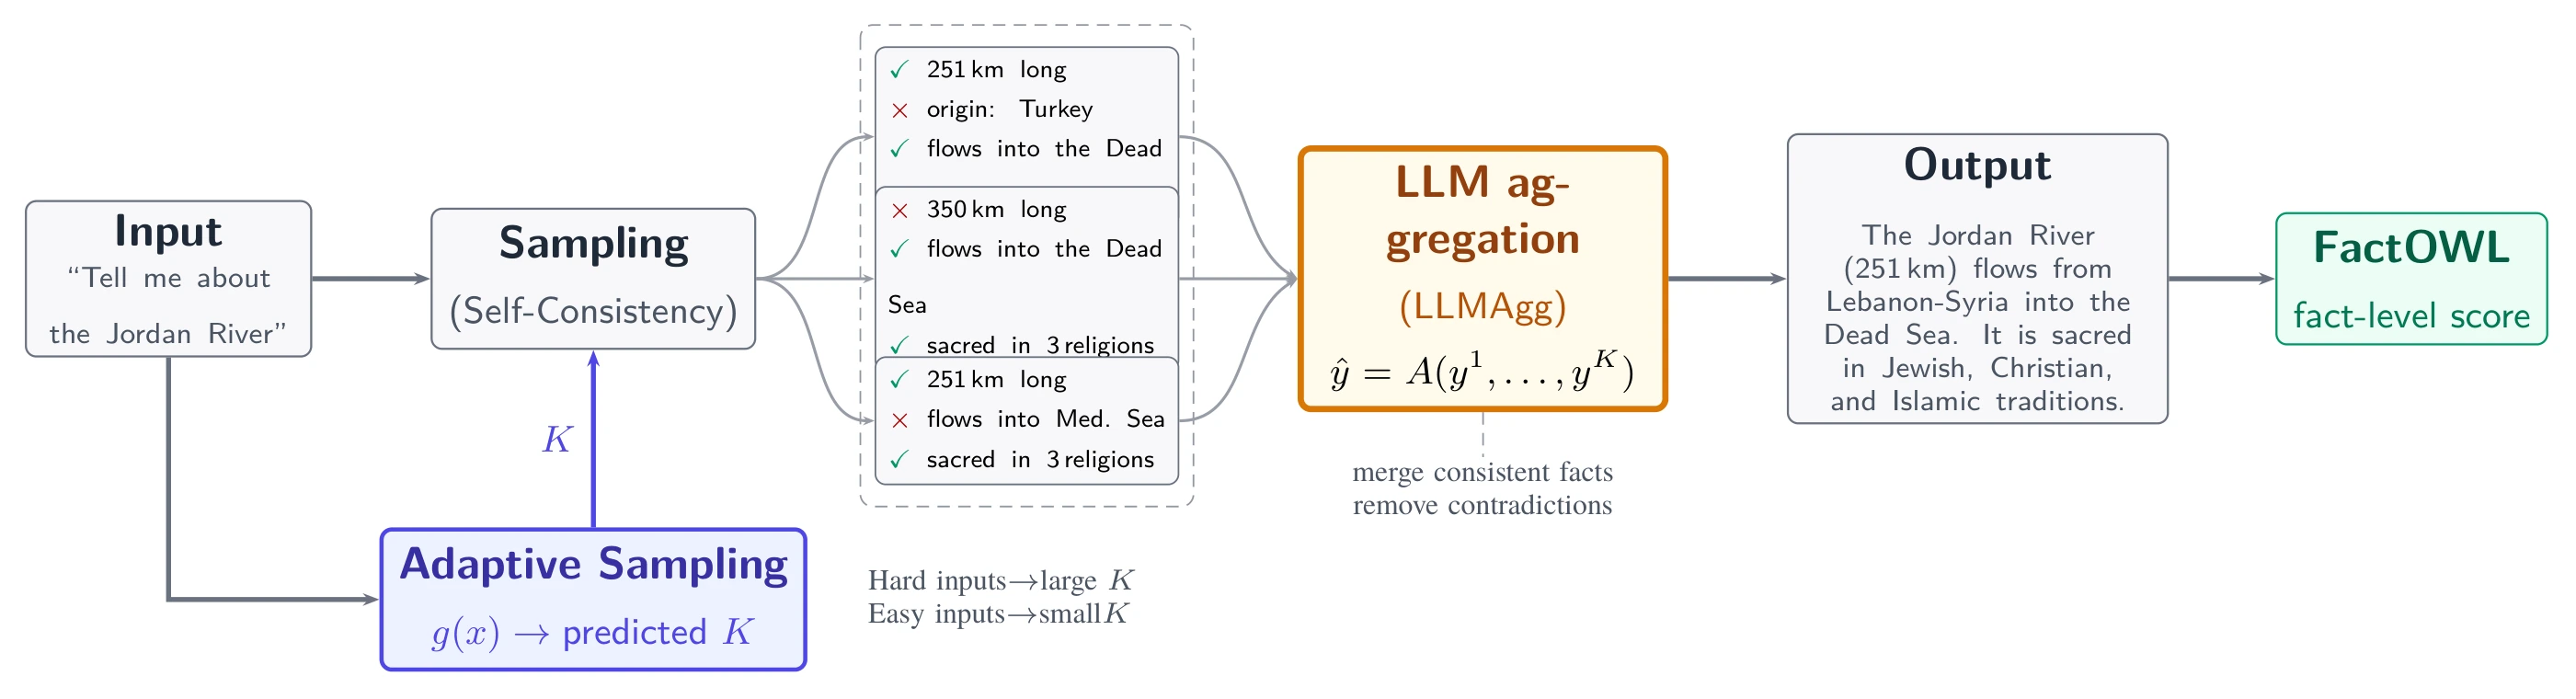 Input
“Tell me about
the Jordan River”
Sampling
(Self-Consistency)
K
Adaptive Sampling
g(x) → predicted K
✓ 251 km long
× origin: Turkey
✓ flows into the Dead
× 350 km long
✓ flows into the Dead
Sea
✓ sacred in 3 religions
✓ 251 km long
× flows into Med. Sea
✓ sacred in 3 religions
Hard inputs→large K
Easy inputs→smallK
LLM ag-
gregation
(LLMAgg)
ŷ = A(y¹, . . . , yᴷ)
merge consistent facts
remove contradictions
Output
The Jordan River
(251 km) flows from
Lebanon-Syria into the
Dead Sea. It is sacred
in Jewish, Christian,
and Islamic traditions.
FactOWL
fact-level score